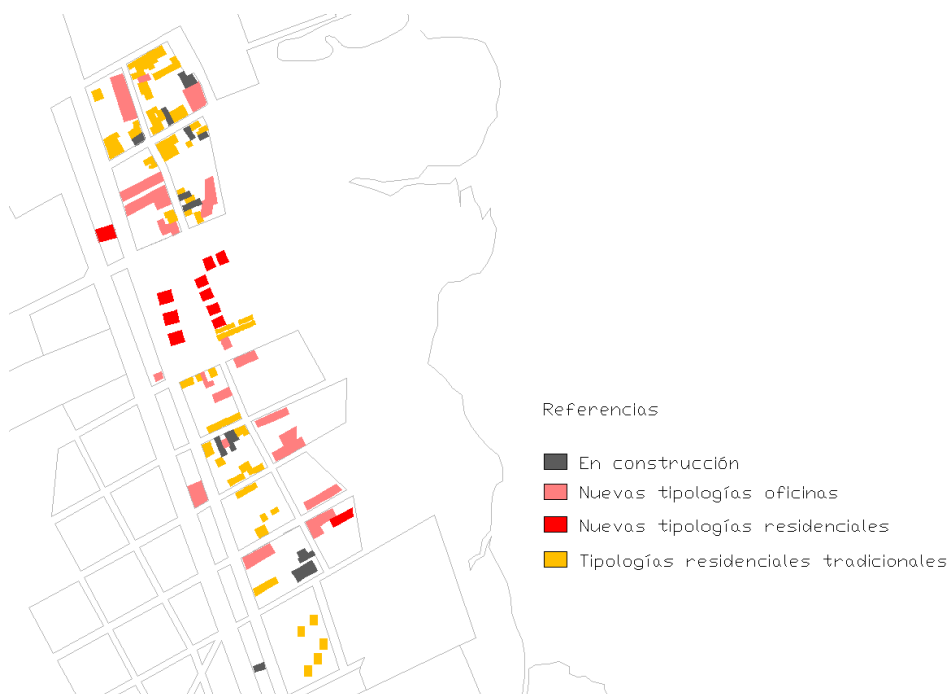 Referencias
En construcción
Nuevas tipologías oficinas
Nuevas tipologías residenciales
Tipologías residenciales tradicionales